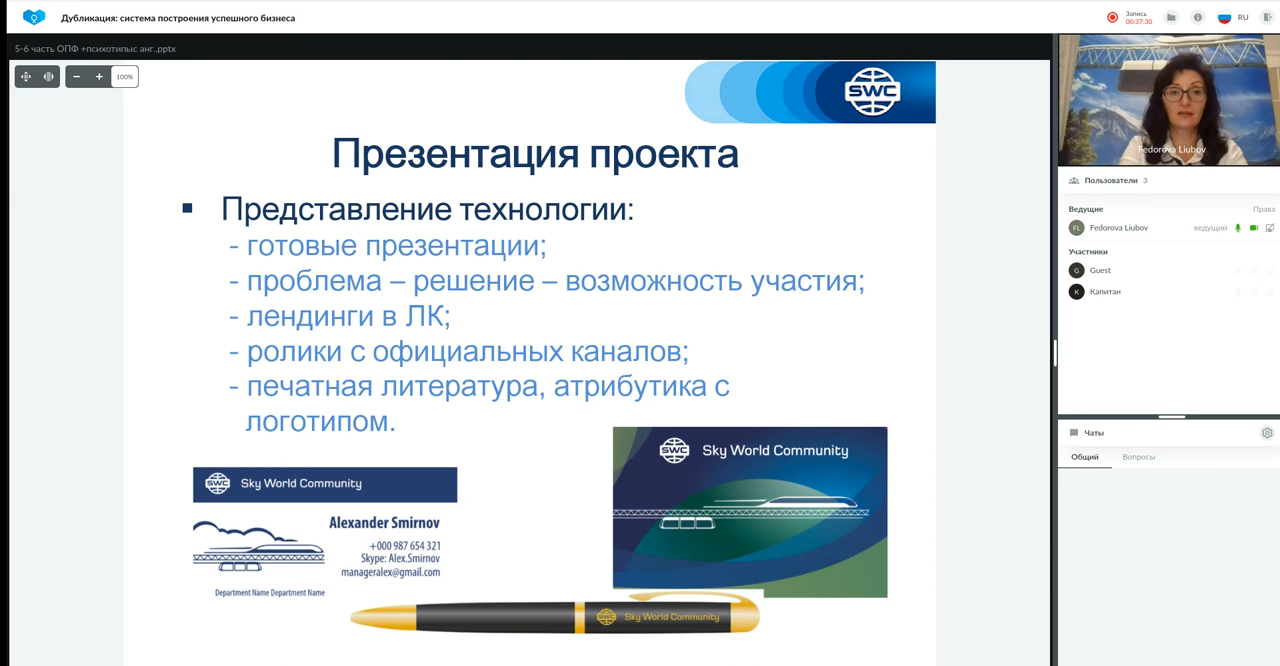 Дубликация: система построения успешного бизнеса
Запись
00:37:30
RU
5-6 часть ОПФ +психотипыс анг..pptx
100%
SWC
Презентация проекта
▪ Представление технологии:
- готовые презентации;
- проблема – решение – возможность участия;
- лендинги в ЛК;
- ролики с официальных каналов;
- печатная литература, атрибутика с
логотипом.
SWC Sky World Community
Alexander Smirnov
+000 987 654 321
Skype: Alex.Smirnov
manageralex@gmail.com
Department Name Department Name
SWC Sky World Community
SWC Sky World Community
Fedorova Liubov
Пользователи 3
Ведущие Права
FL Fedorova Liubov ведущий
Участники
G Guest
К Капитан
Чаты
Общий Вопросы